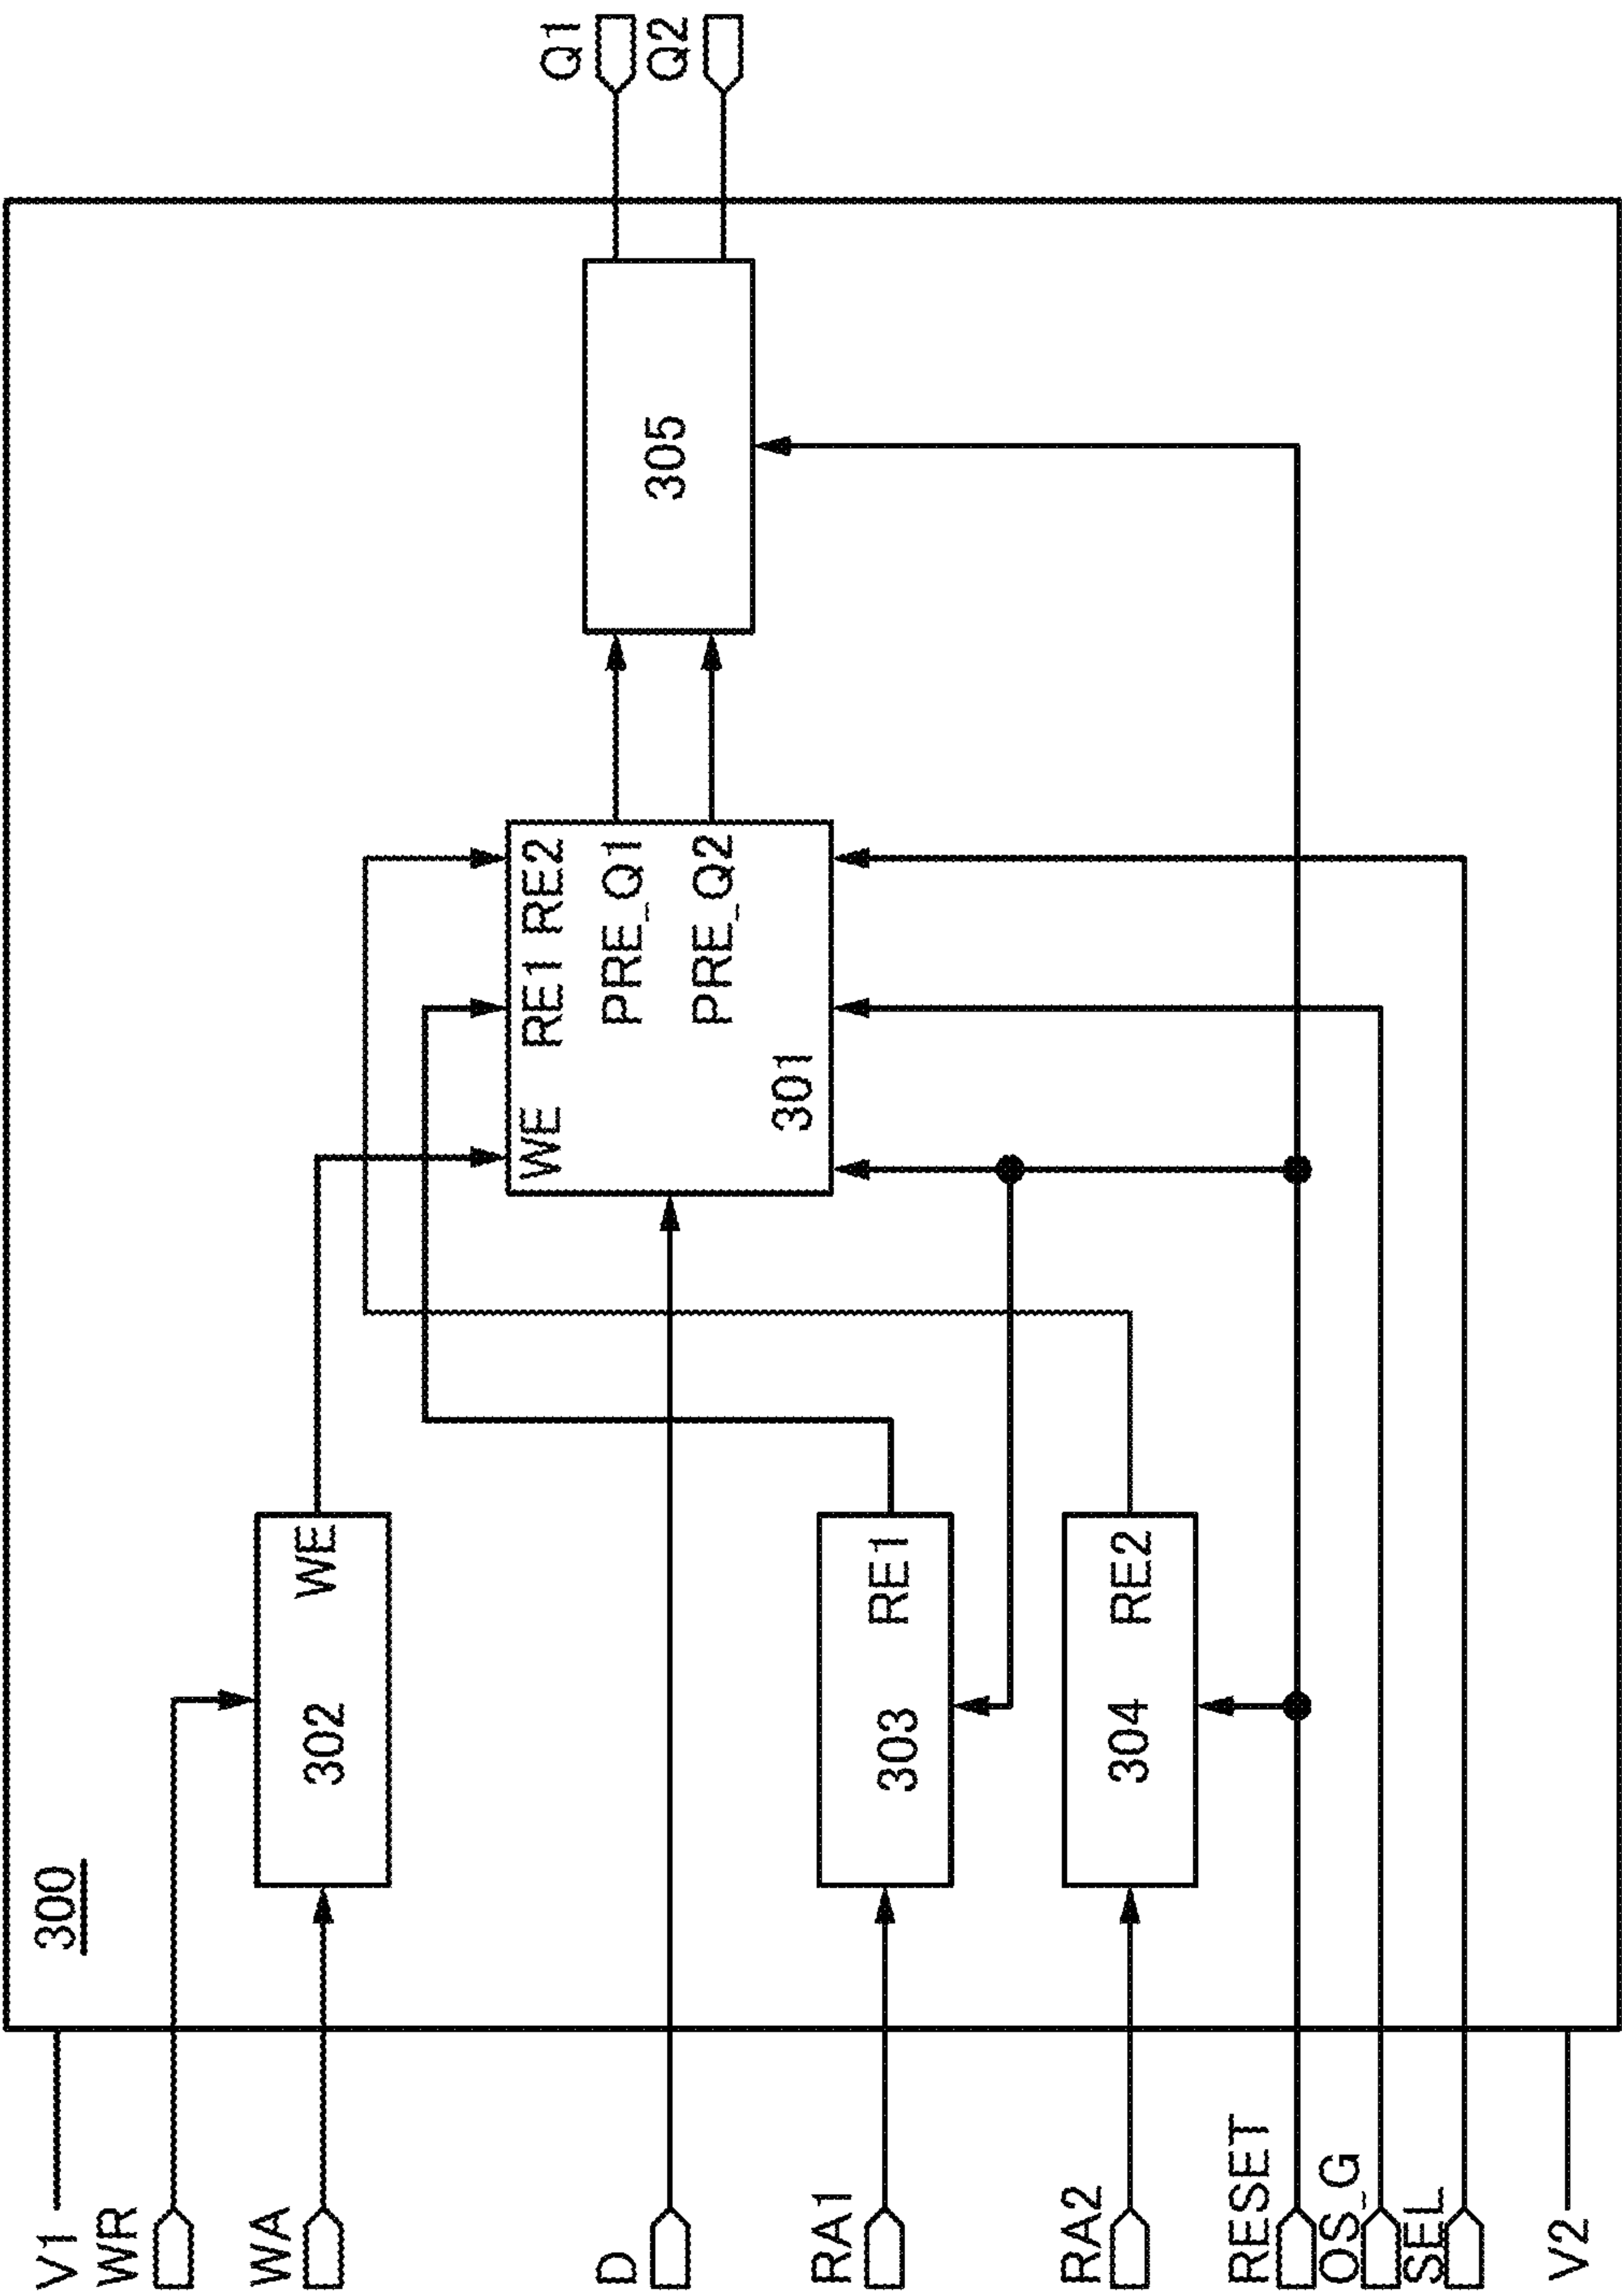 300
V1
WR
WA
D
RA1
RA2
RESET
OS_G
SEL
V2
302
WE
303
RE1
304
RE2
WE RE1 RE2
PRE_Q1
PRE_Q2
301
305
Q1
Q2